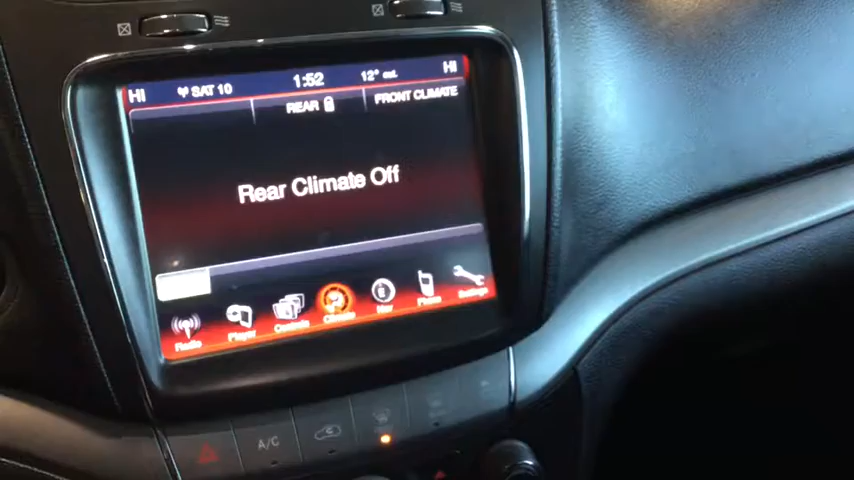 HI SAT 10 1:52 12° out HI
REAR FRONT CLIMATE
Rear Climate Off
Radio Player Controls Climate Nav Phone Settings
A/C